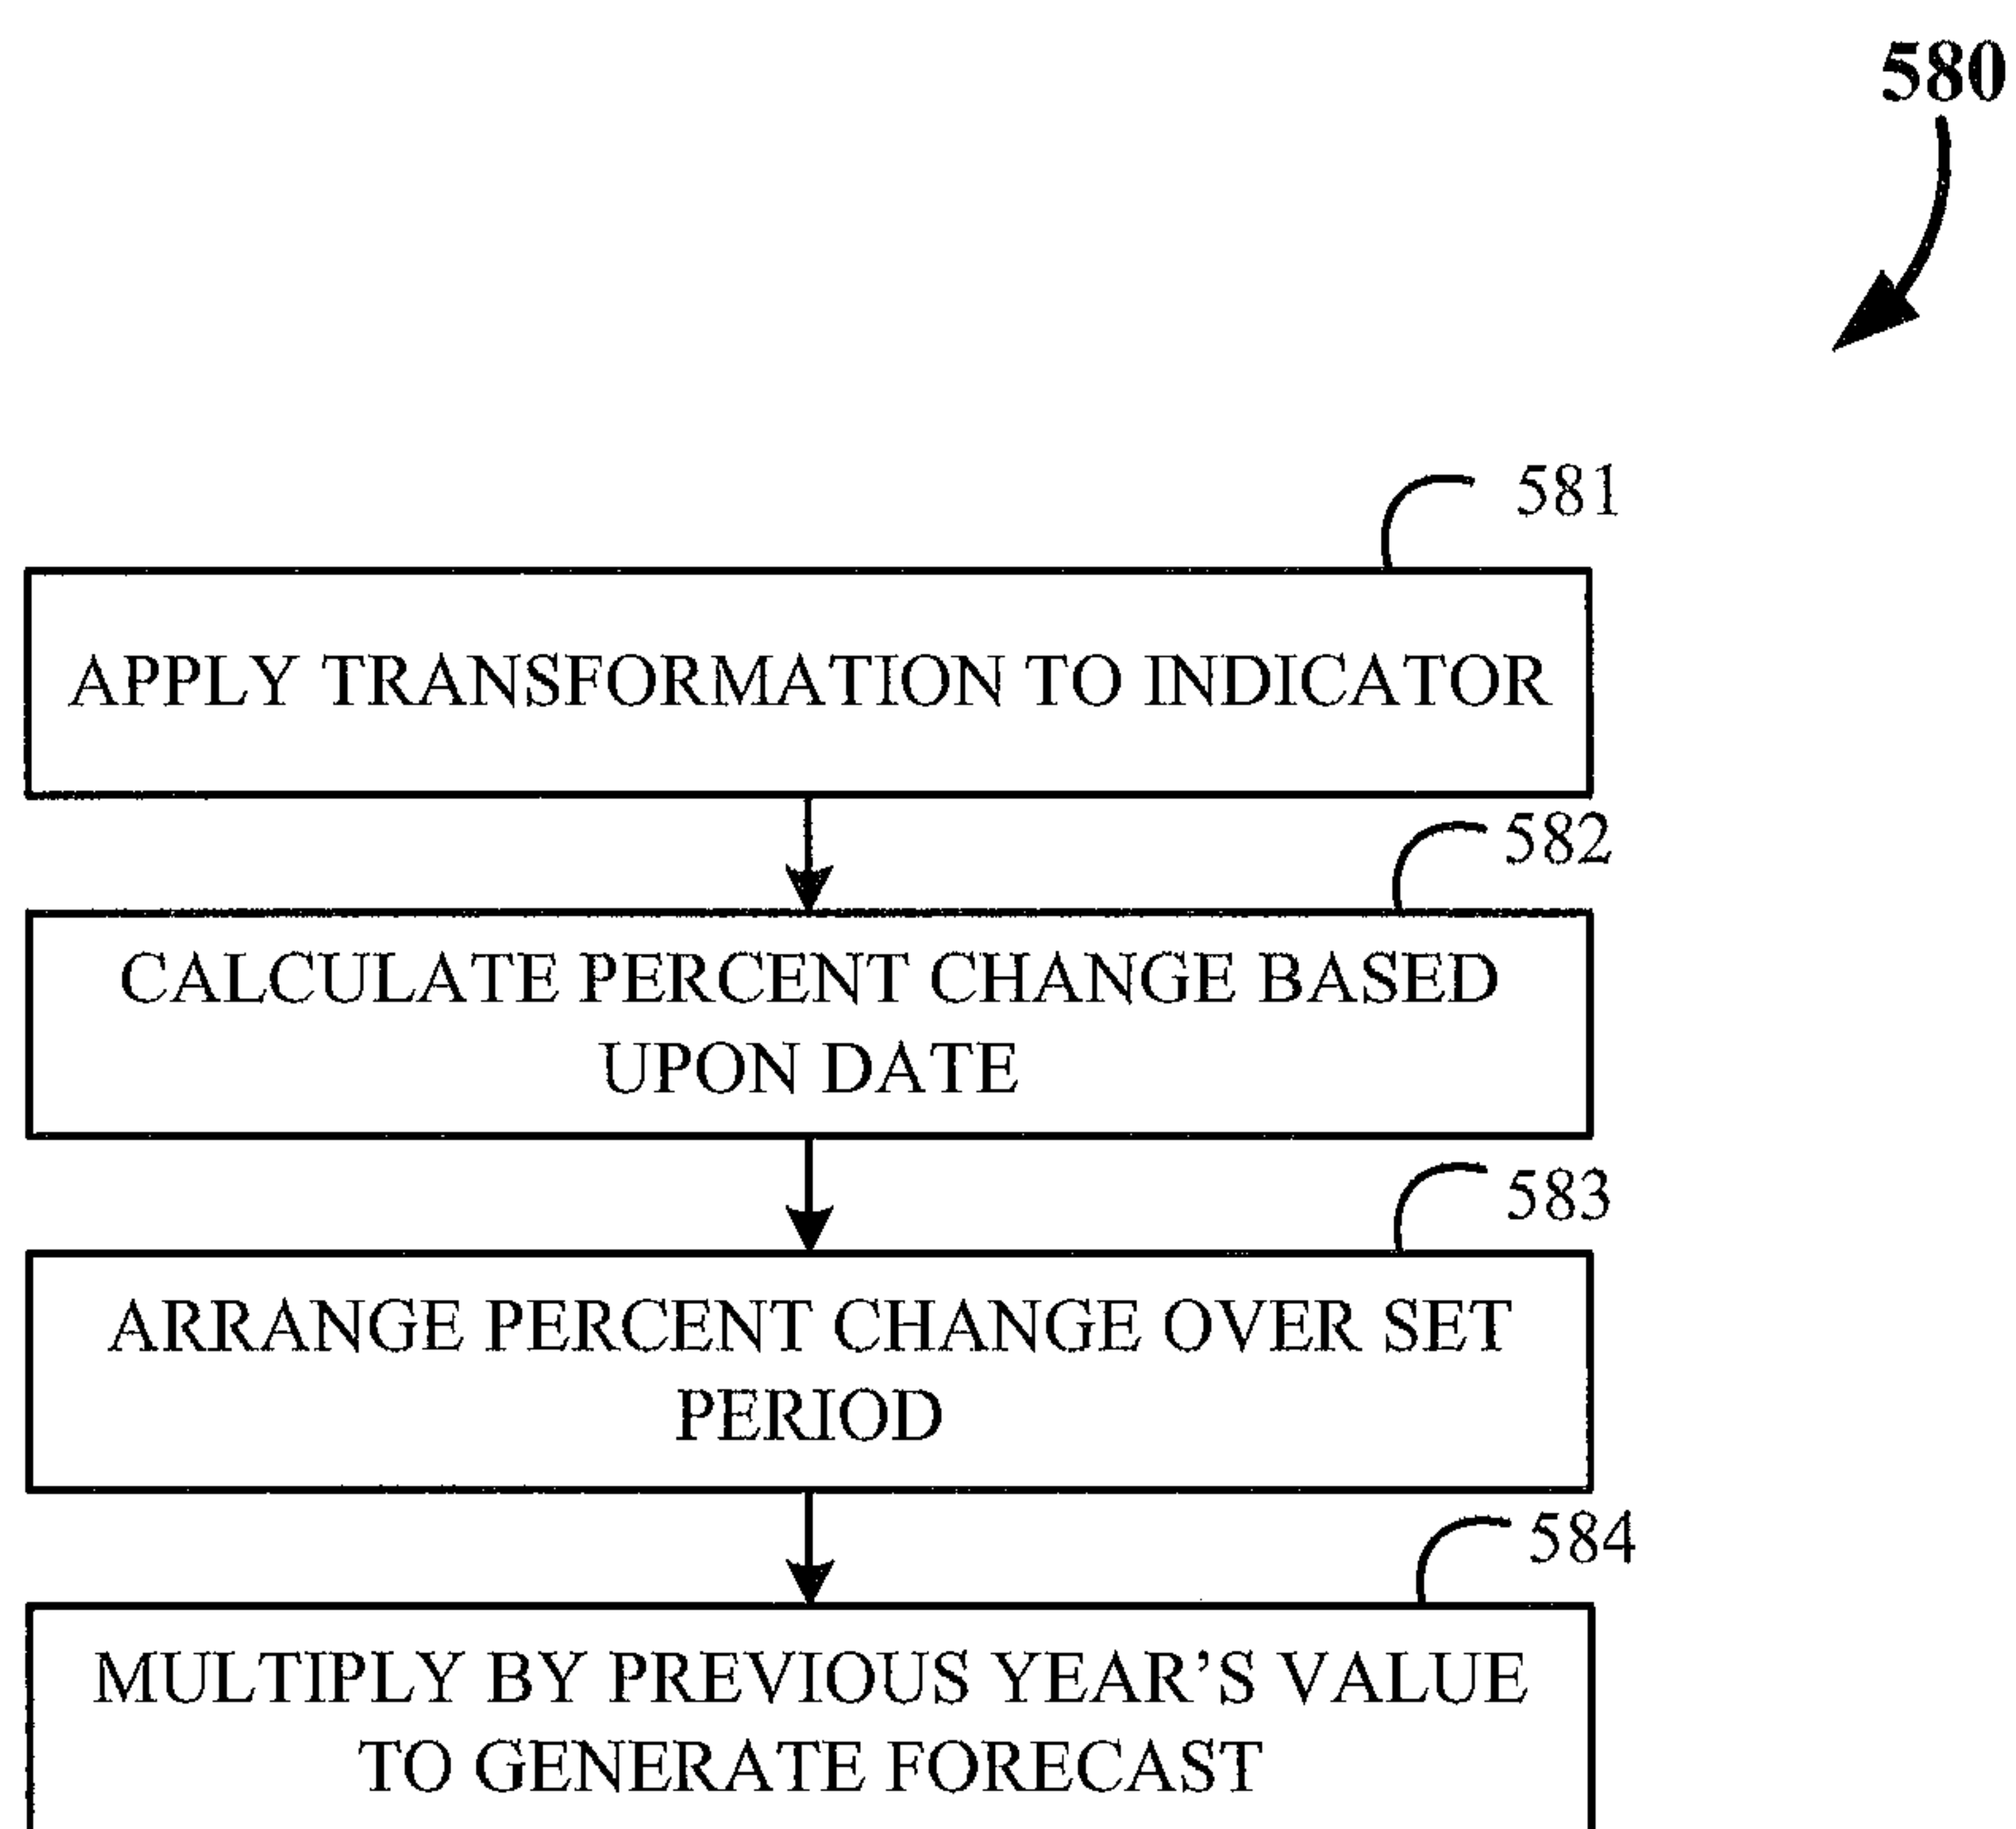 580
581
APPLY TRANSFORMATION TO INDICATOR
582
CALCULATE PERCENT CHANGE BASED
UPON DATE
583
ARRANGE PERCENT CHANGE OVER SET
PERIOD
584
MULTIPLY BY PREVIOUS YEAR’S VALUE
TO GENERATE FORECAST